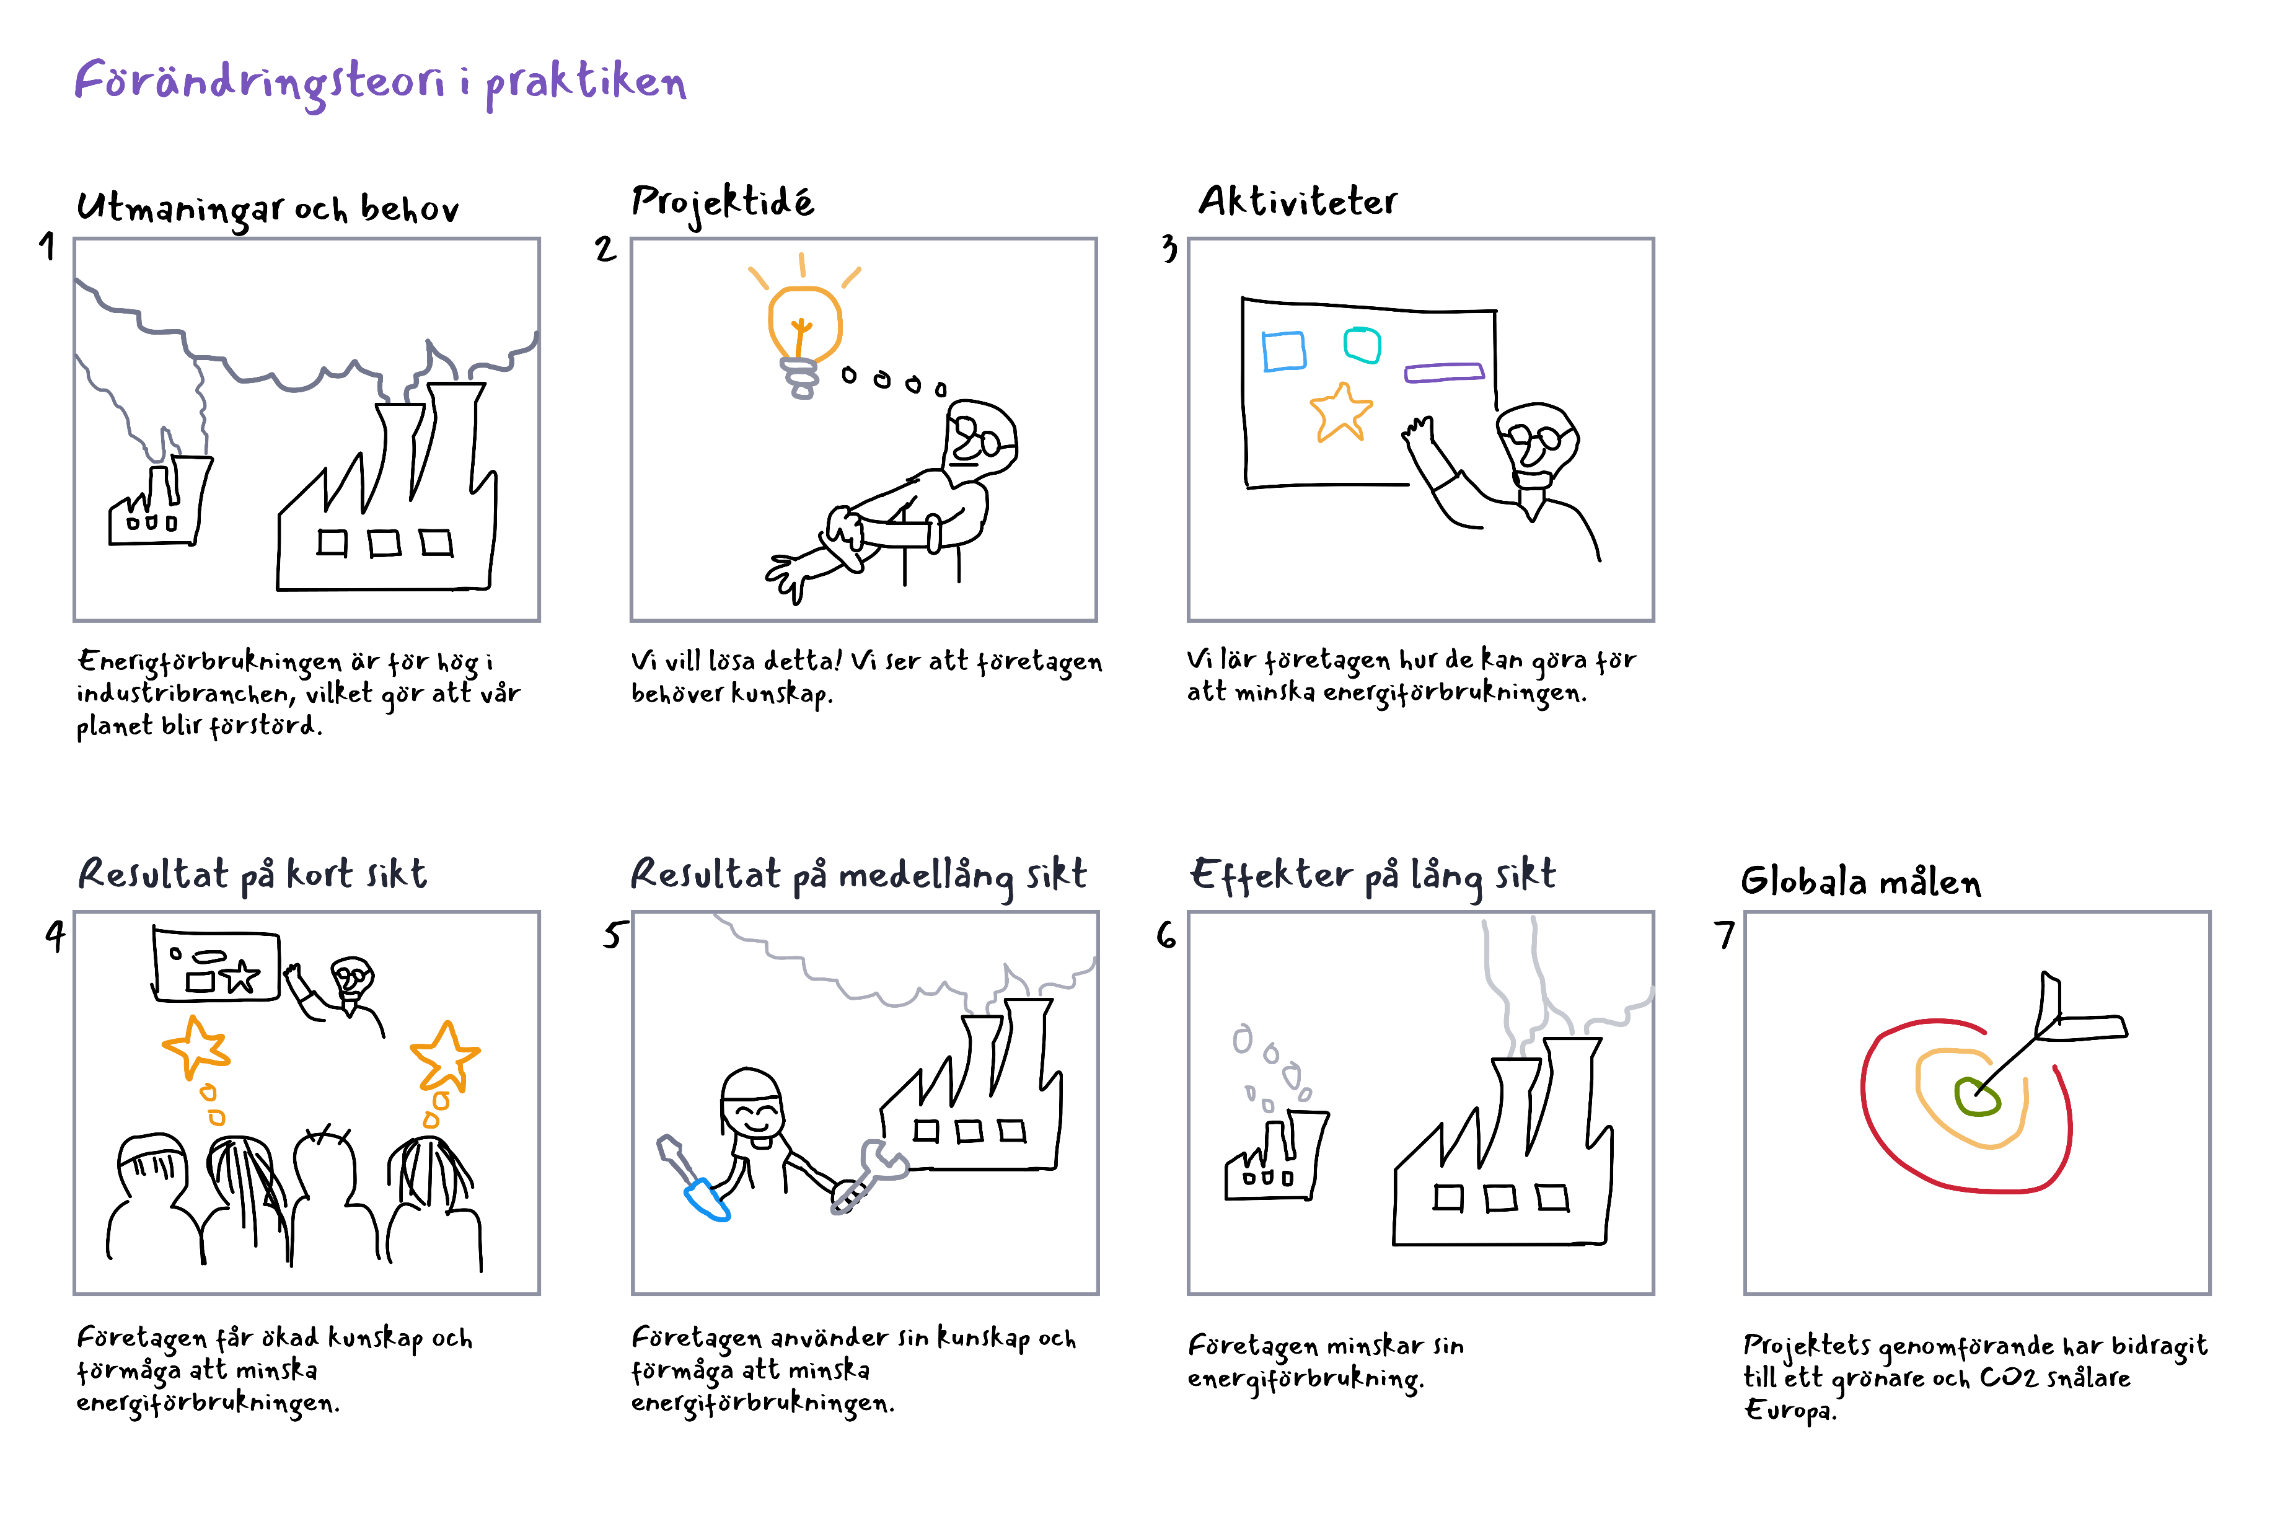 Förändringsteori i praktiken
Utmaningar och behov
1
Enerigförbrukningen är för hög i
industribranchen, vilket gör att vår
planet blir förstörd.
Projektidé
2
Vi vill lösa detta! Vi ser att företagen
behöver kunskap.
Aktiviteter
3
Vi lär företagen hur de kan göra för
att minska energiförbrukningen.
Resultat på kort sikt
4
Företagen får ökad kunskap och
förmåga att minska
energiförbrukningen.
Resultat på medellång sikt
5
Företagen använder sin kunskap och
förmåga att minska
energiförbrukningen.
Effekter på lång sikt
6
Företagen minskar sin
energiförbrukning.
Globala målen
7
Projektets genomförande har bidragit
till ett grönare och CO2 snålare
Europa.